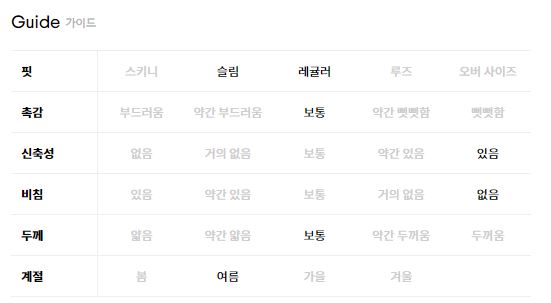 Guide 가이드
핏 스키니 슬림 레귤러 루즈 오버 사이즈
촉감 부드러움 약간 부드러움 보통 약간 뻣뻣함 뻣뻣함
신축성 없음 거의 없음 보통 약간 있음 있음
비침 있음 약간 있음 보통 거의 없음 없음
두께 얇음 약간 얇음 보통 약간 두꺼움 두꺼움
계절 봄 여름 가을 겨울